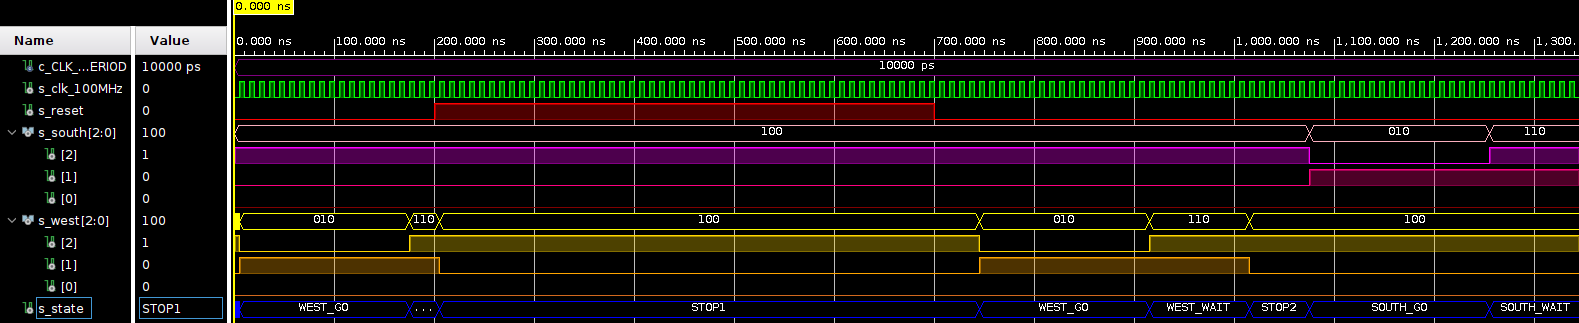 0.000 ns
Name Value
0.000 ns 100.000 ns 200.000 ns 300.000 ns 400.000 ns 500.000 ns 600.000 ns 700.000 ns 800.000 ns 900.000 ns 1,000.000 ns 1,100.000 ns 1,200.000 ns 1,300.
c_CLK_...ERIOD 10000 ps 10000 ps
s_clk_100MHz 0
s_reset 0
s_south[2:0] 100 100 010 110
[2] 1
[1] 0
[0] 0
s_west[2:0] 100 010 110 100 010 110 100
[2] 1
[1] 0
[0] 0
s_state STOP1 WEST_GO ... STOP1 WEST_GO WEST_WAIT STOP2 SOUTH_GO SOUTH_WAIT